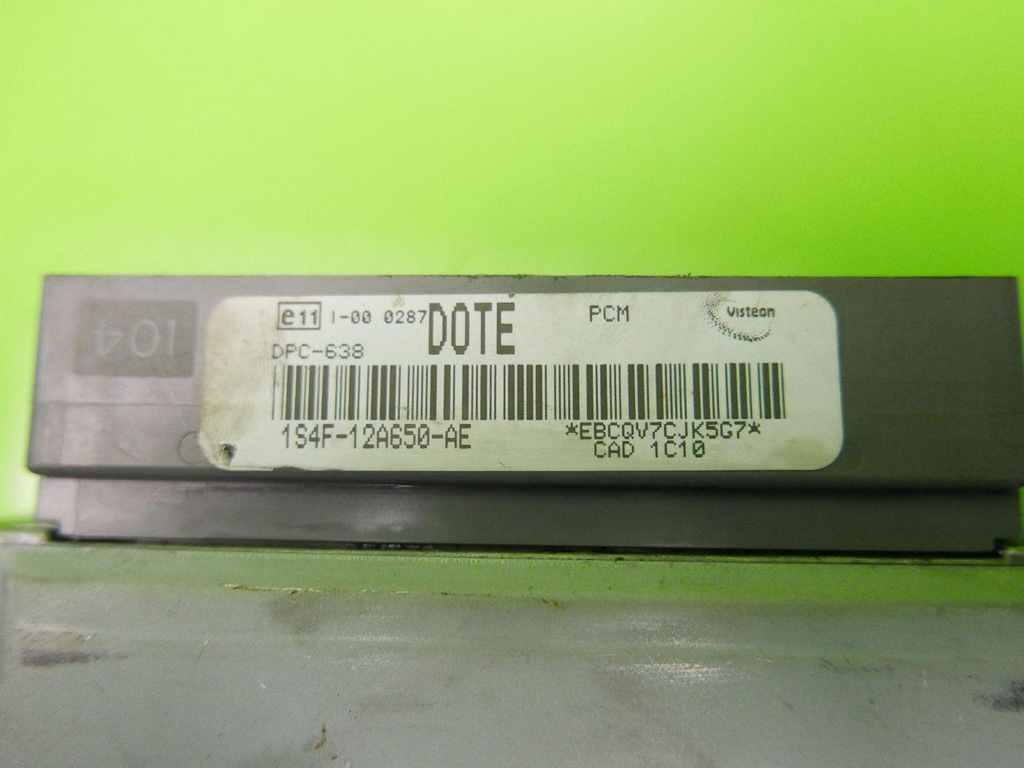 104
e11 I-00 0287 DOTE PCM Visteon
DPC-638
1S4F-12A650-AE *EBCQV7CJK5G7*
CAD 1C10